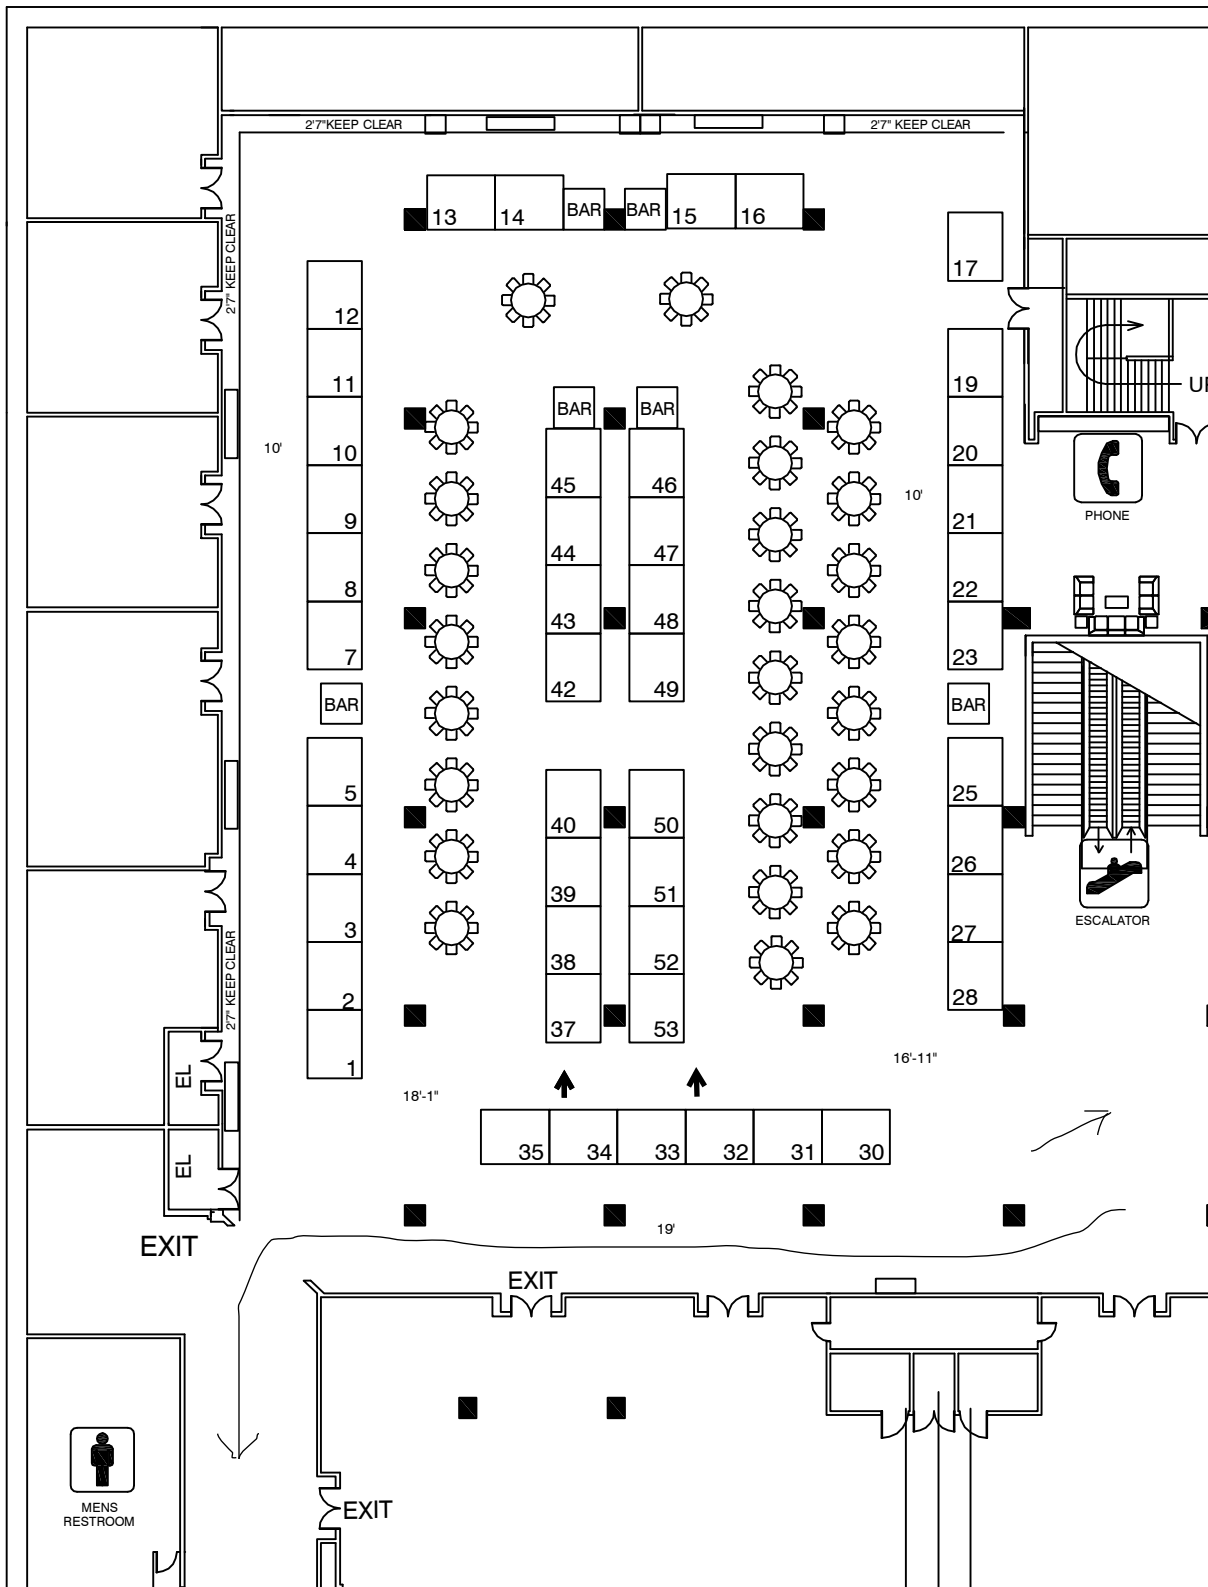 2'7"KEEP CLEAR
2'7" KEEP CLEAR
13
14
BAR
BAR
15
16
2'7" KEEP CLEAR
17
12
11
19
UP
BAR
BAR
10'
10
45
46
20
10'
PHONE
9
44
47
21
8
43
48
22
7
42
49
23
BAR
BAR
5
40
50
25
4
39
51
26
ESCALATOR
3
38
52
27
2'7" KEEP CLEAR
2
37
53
28
1
EL
18'-1"
16'-11"
35
34
33
32
31
30
EL
19'
EXIT
EXIT
MENS
RESTROOM
EXIT